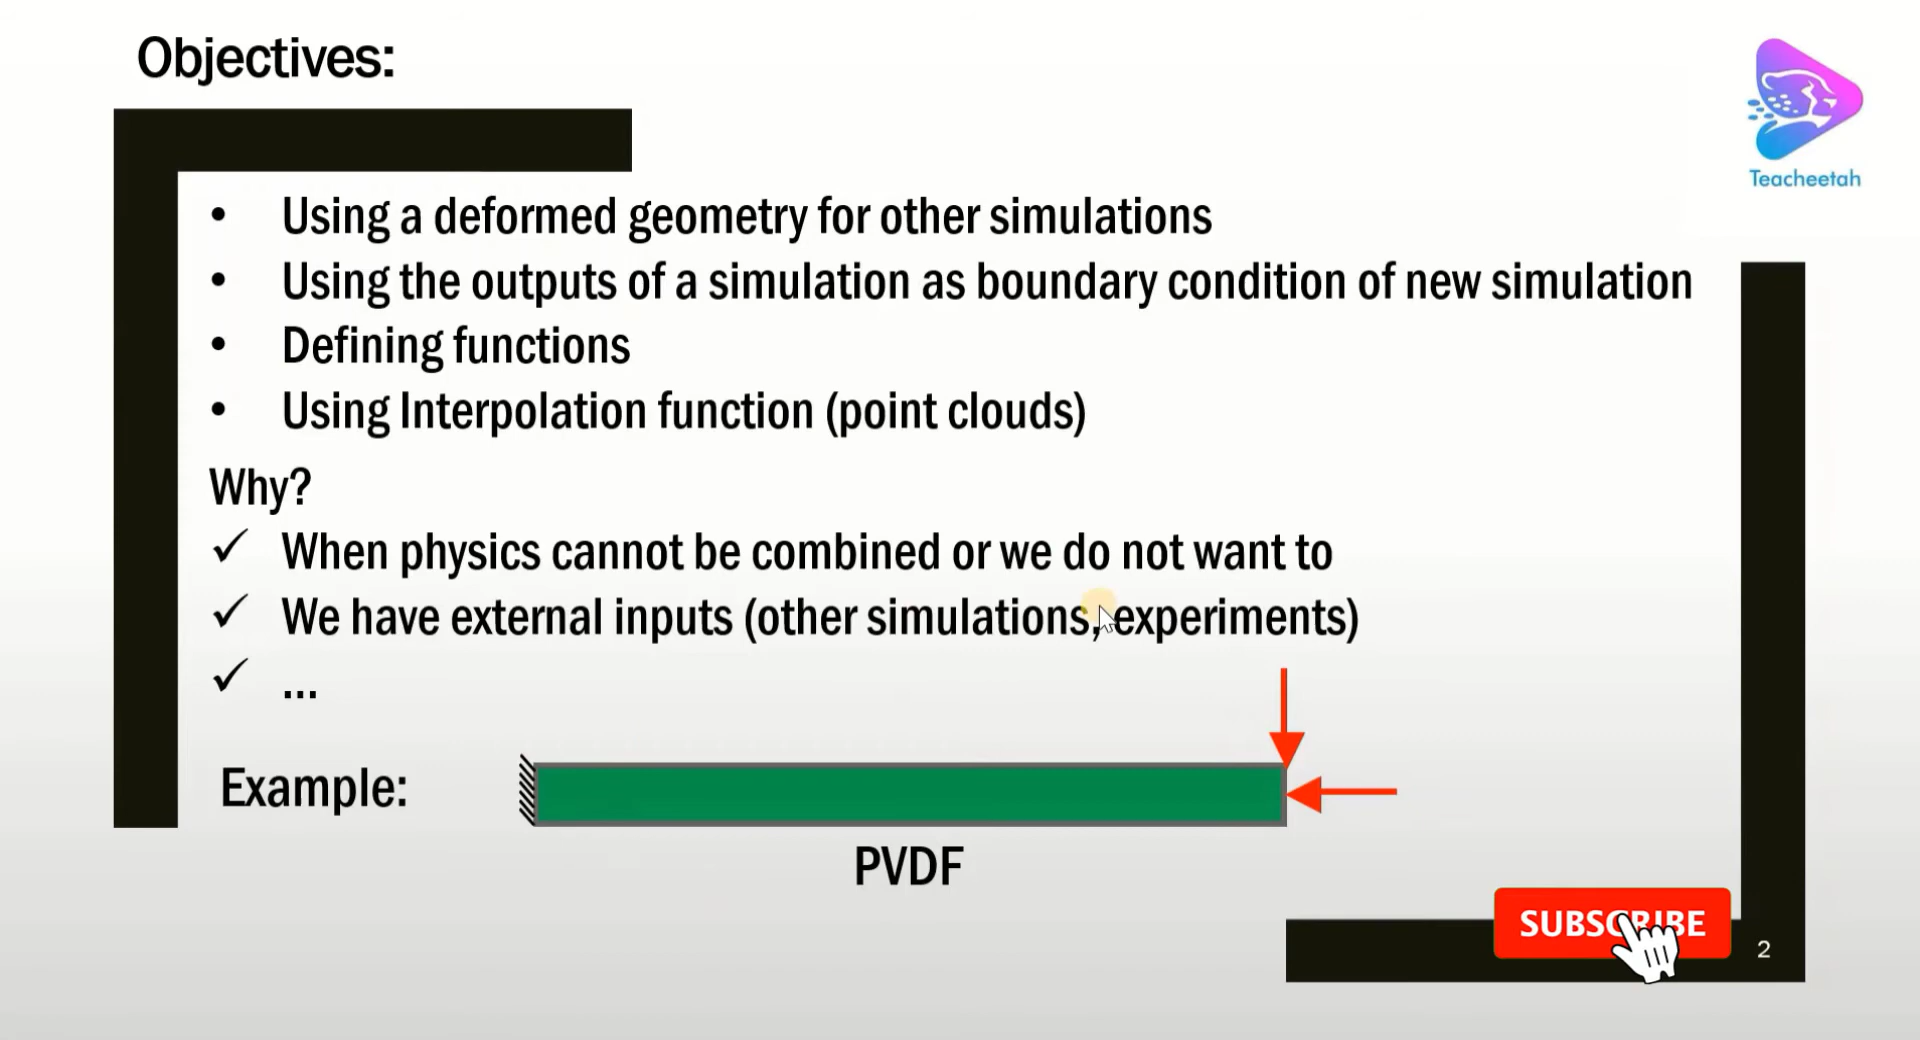 Objectives:
Teacheetah
• Using a deformed geometry for other simulations
• Using the outputs of a simulation as boundary condition of new simulation
• Defining functions
• Using Interpolation function (point clouds)
Why?
✓ When physics cannot be combined or we do not want to
✓ We have external inputs (other simulations, experiments)
✓ ...
Example:
PVDF
SUBSCRIBE
2